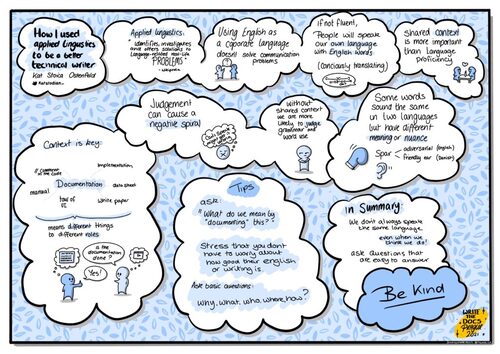 How I used
applied linguistics
to be a better
technical writer
Kat Stoica Ostenfeld
Applied linguistics:
identifies, investigates
and offers solutions to
language-related real-life
PROBLEMS
- wikipedia
Using English as
a corporate language
doesn't solve communication
problems
if not fluent,
People will speak
our own language
with English words
(consciously translating)
Shared context
is more important
than Language
proficiency
Judgement
can cause a
negative spiral
Without
shared context
we are more
likely to judge
grammar and
word use
Some words
sound the same
in two languages
but have different
meaning or nuance
Spar
adversarial (English)
friendly ear (Danish)
Context is key:
implementation
# comment
in the code
manual
Documentation
data sheet
white paper
means different things
to different roles
is the
documentation
done?
Yes!
Tips
ask:
"What do we mean by
"documenting" this?
Stress that you don't
have to worry about
how good their english
or writing is.
Ask basic questions:
Why, what, who, where, how?
In Summary:
We don't always speak
the same language
even when we
think we do!
ask questions that
are easy to answer
Be Kind
WRITE
THE
DOCS
Prague
2021